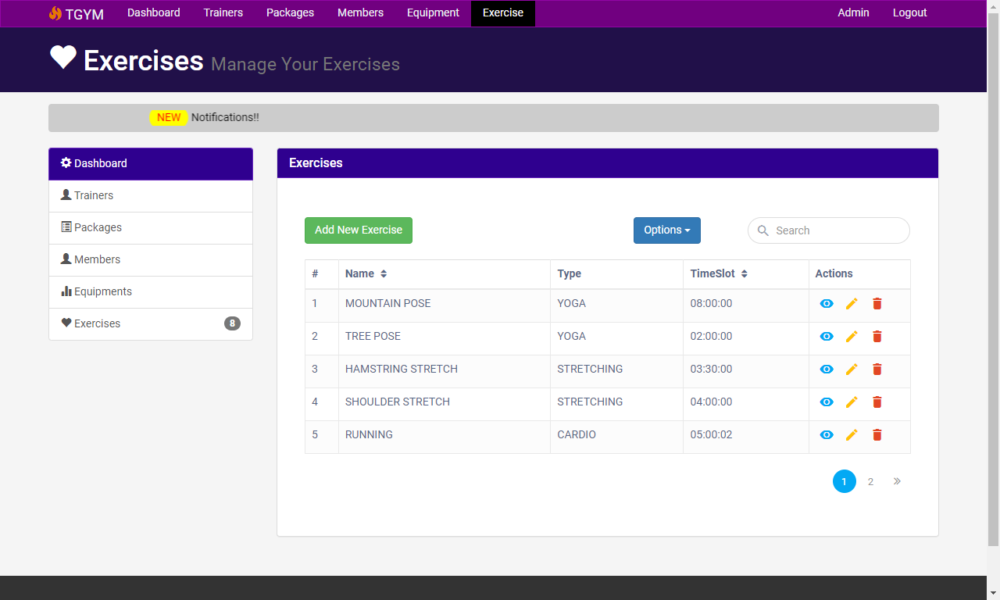 TGYM Dashboard Trainers Packages Members Equipment Exercise Admin Logout
Exercises Manage Your Exercises
NEW Notifications!!
Dashboard
Trainers
Packages
Members
Equipments
Exercises 8
Exercises
Add New Exercise Options Search
# Name Type TimeSlot Actions
1 MOUNTAIN POSE YOGA 08:00:00
2 TREE POSE YOGA 02:00:00
3 HAMSTRING STRETCH STRETCHING 03:30:00
4 SHOULDER STRETCH STRETCHING 04:00:00
5 RUNNING CARDIO 05:00:02
1 2 »